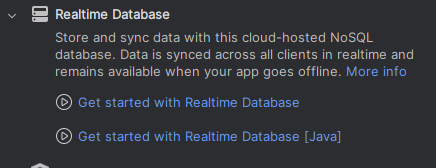 Realtime Database
Store and sync data with this cloud-hosted NoSQL
database. Data is synced across all clients in realtime and
remains available when your app goes offline. More info
Get started with Realtime Database
Get started with Realtime Database [Java]